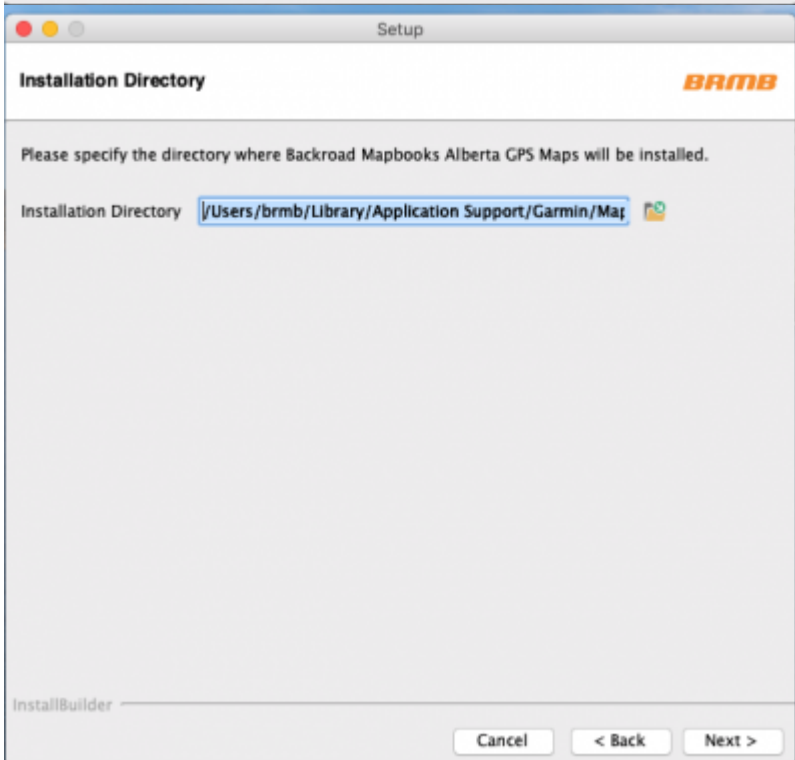 Setup
Installation Directory
BRMB
Please specify the directory where Backroad Mapbooks Alberta GPS Maps will be installed.
Installation Directory /Users/brmb/Library/Application Support/Garmin/Map
InstallBuilder
Cancel < Back Next >